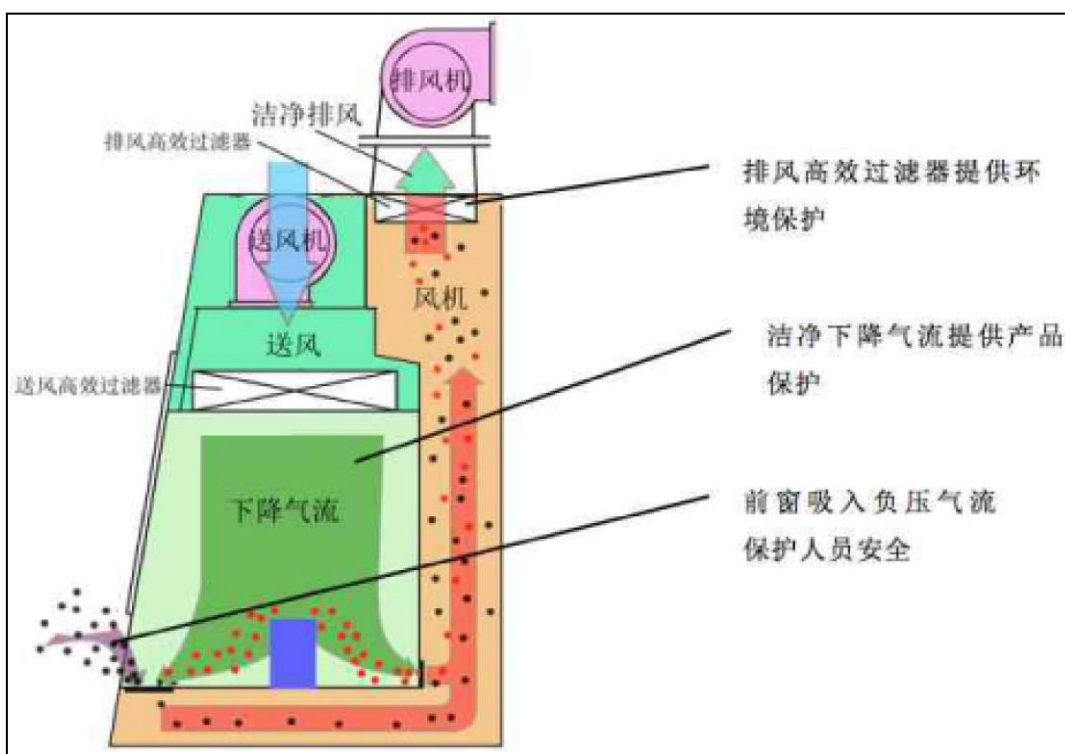 排风机
洁净排风
排风高效过滤器
排风高效过滤器提供环
境保护
送风机
风机
送风
洁净下降气流提供产品
保护
送风高效过滤器
下降气流
前窗吸入负压气流
保护人员安全